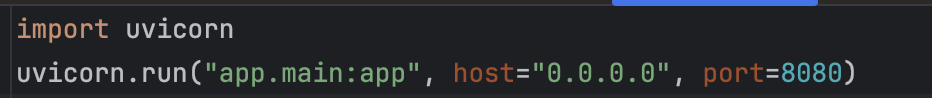 import uvicorn
uvicorn.run("app.main:app", host="0.0.0.0", port=8080)